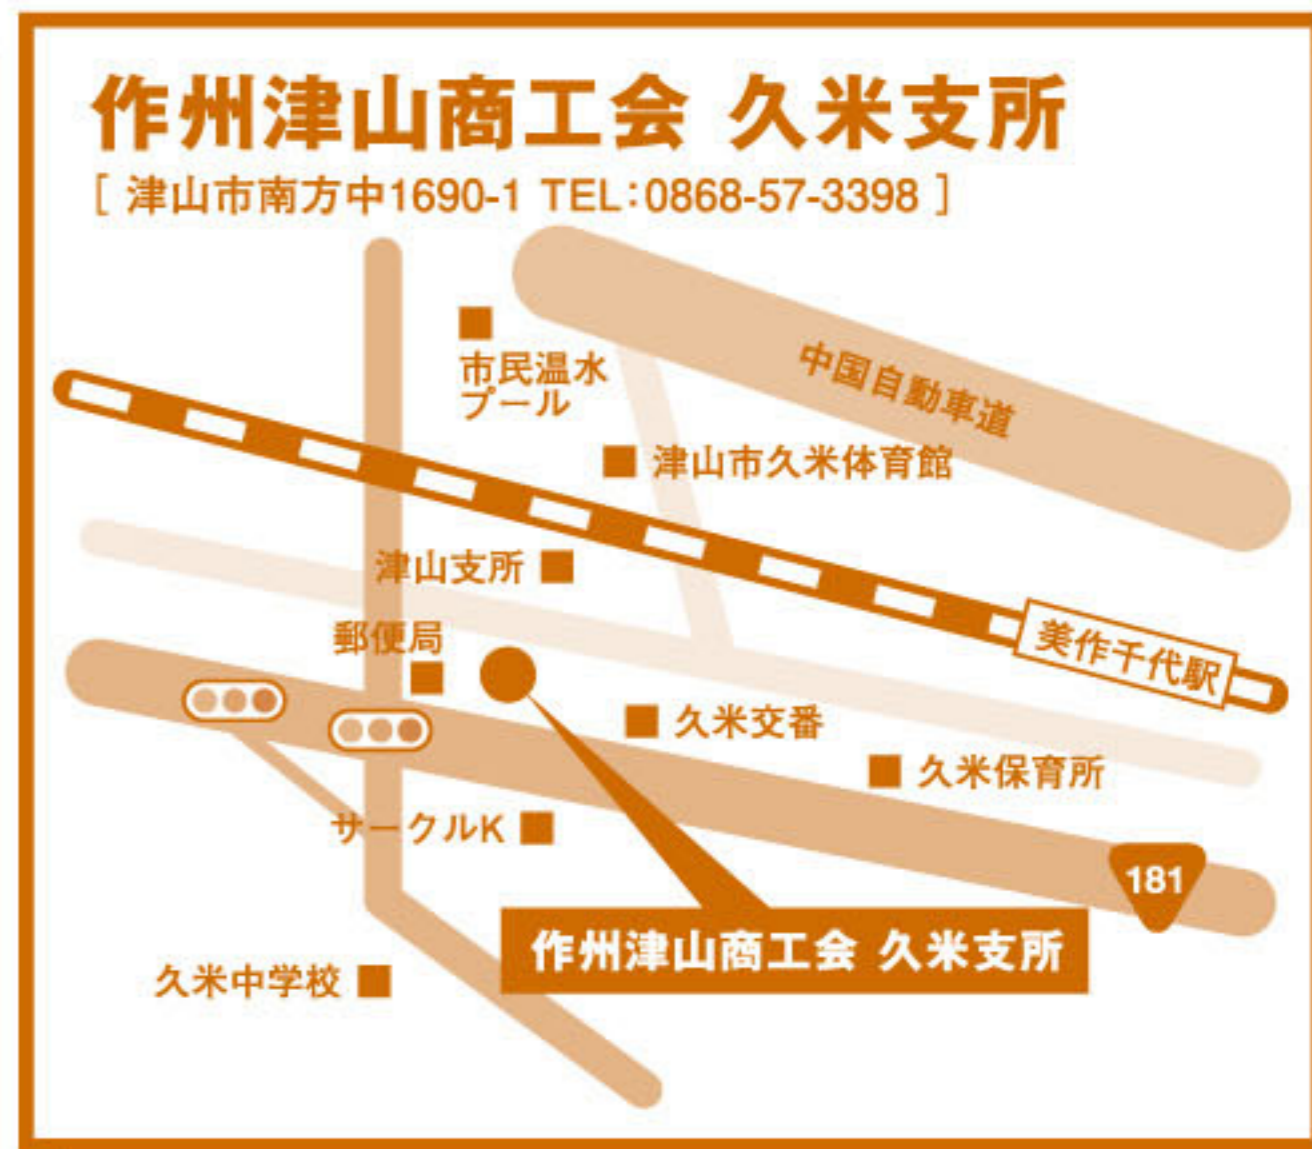 作州津山商工会 久米支所
[ 津山市南方中1690-1 TEL:0868-57-3398 ]
市民温水
プール
中国自動車道
津山市久米体育館
津山支所
郵便局
美作千代駅
久米交番
久米保育所
サークルK
181
作州津山商工会 久米支所
久米中学校